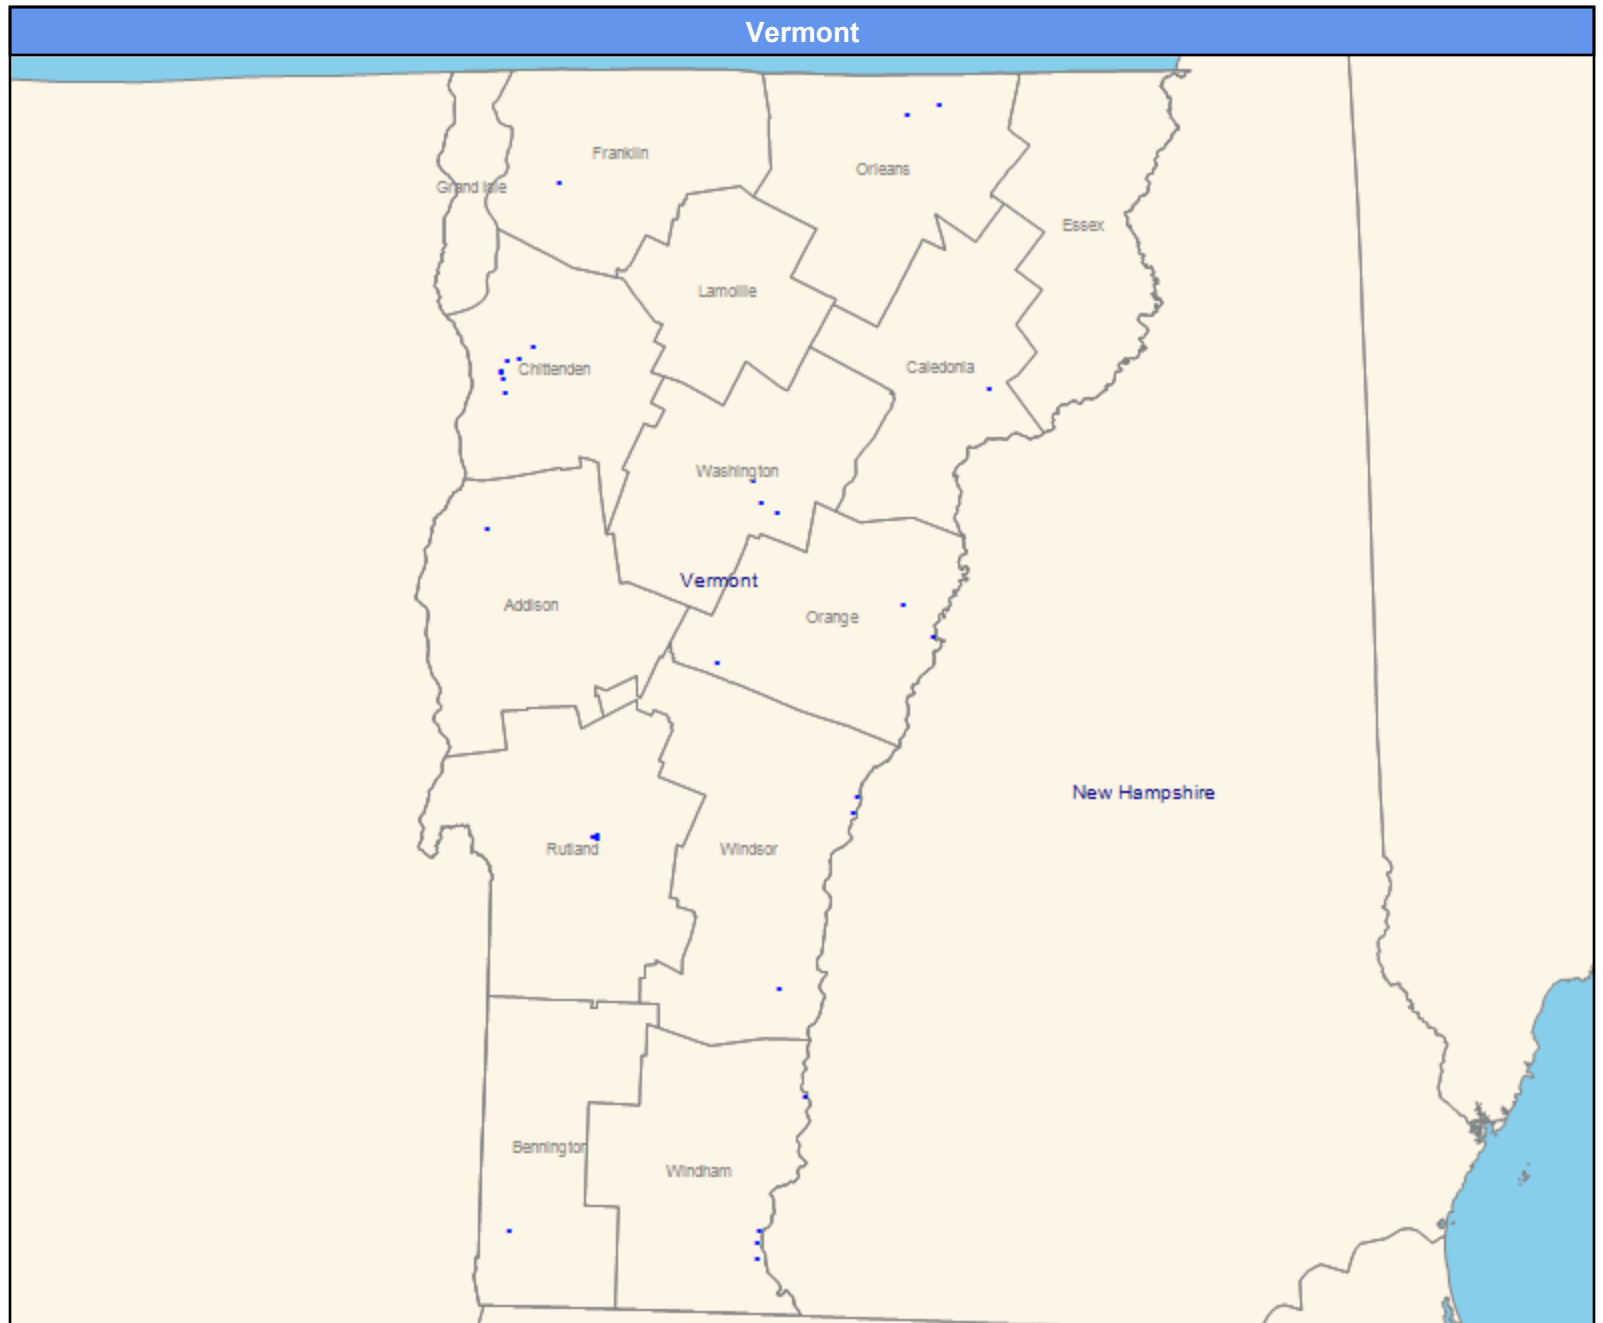 Vermont
Franklin
Orleans
Grand Isle
Essex
Lamoille
Chittenden
Caledonia
Washington
Vermont
Addison
Orange
New Hampshire
Rutland
Windsor
Bennington
Windham